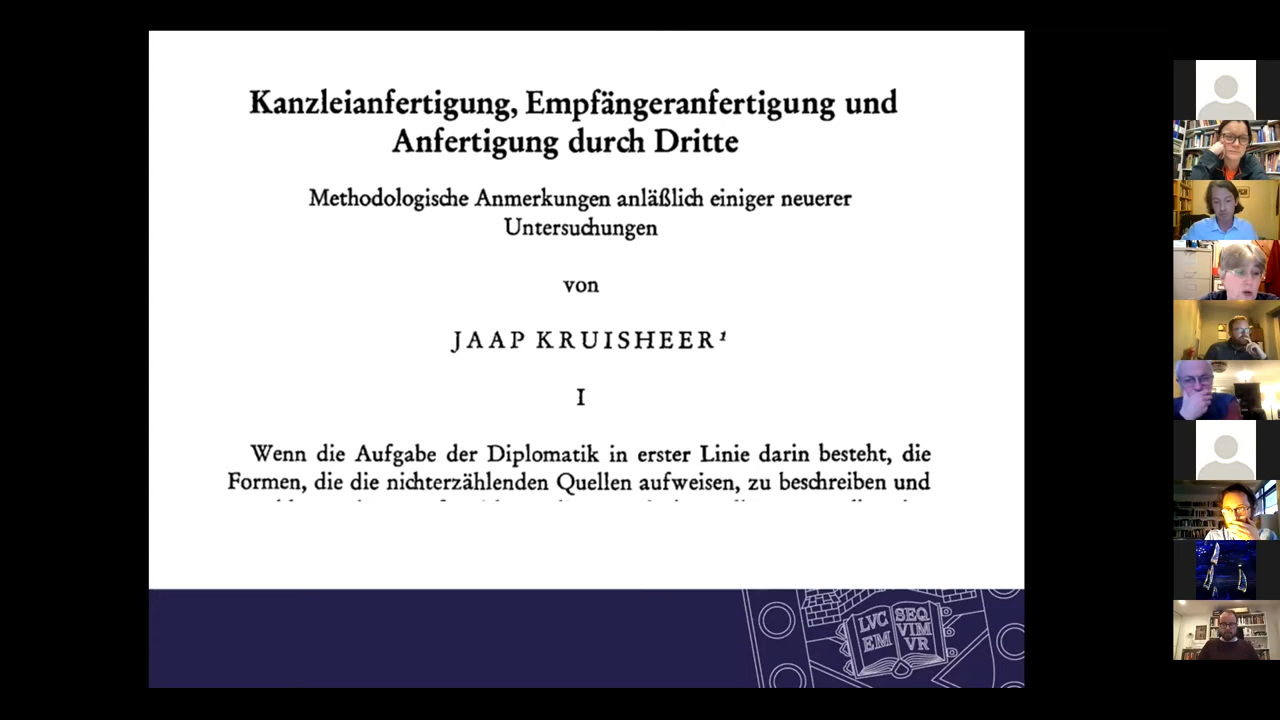 Kanzleianfertigung, Empfängeranfertigung und
Anfertigung durch Dritte
Methodologische Anmerkungen anläßlich einiger neuerer
Untersuchungen
von
JAAP KRUISHEER¹
I
Wenn die Aufgabe der Diplomatik in erster Linie darin besteht, die
Formen, die die nichterzählenden Quellen aufweisen, zu beschreiben und
LVC SEQ
EM VIM
VR